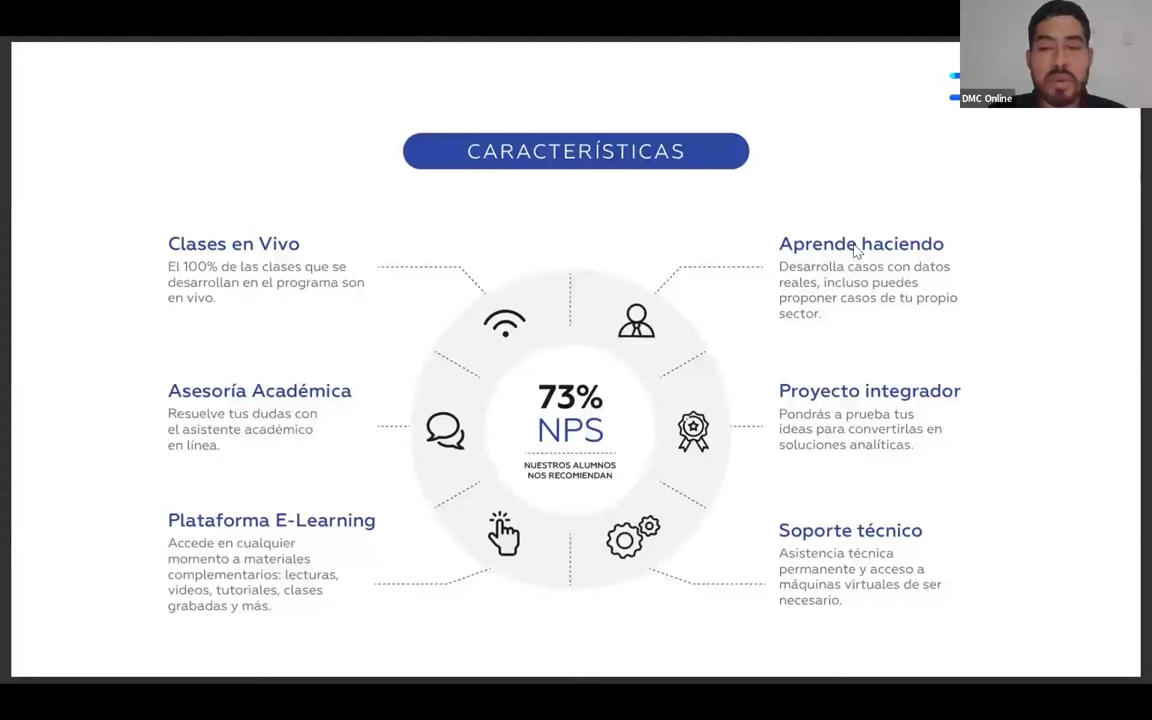 DMC Online
CARACTERÍSTICAS
Clases en Vivo
El 100% de las clases que se
desarrollan en el programa son
en vivo.
Asesoría Académica
Resuelve tus dudas con
el asistente académico
en línea.
Plataforma E-Learning
Accede en cualquier
momento a materiales
complementarios: lecturas,
videos, tutoriales, clases
grabadas y más.
73%
NPS
NUESTROS ALUMNOS
NOS RECOMIENDAN
Aprende haciendo
Desarrolla casos con datos
reales, incluso puedes
proponer casos de tu propio
sector.
Proyecto integrador
Pondrás a prueba tus
ideas para convertirlas en
soluciones analíticas.
Soporte técnico
Asistencia técnica
permanente y acceso a
máquinas virtuales de ser
necesario.